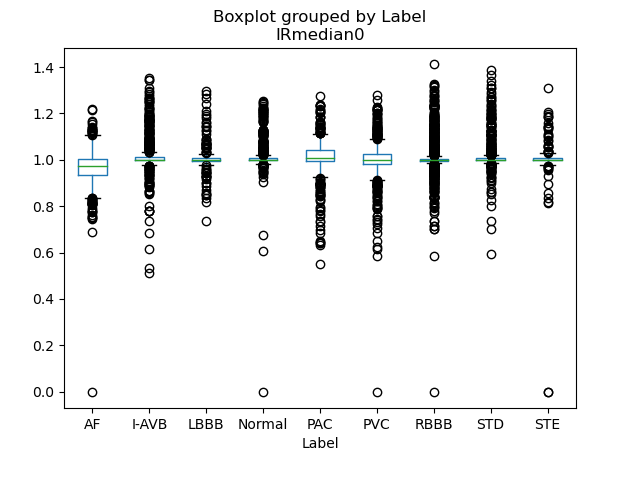 Boxplot grouped by Label
IRmedian0
1.4
1.2
1.0
0.8
0.6
0.4
0.2
0.0
AF I-AVB LBBB Normal PAC PVC RBBB STD STE
Label